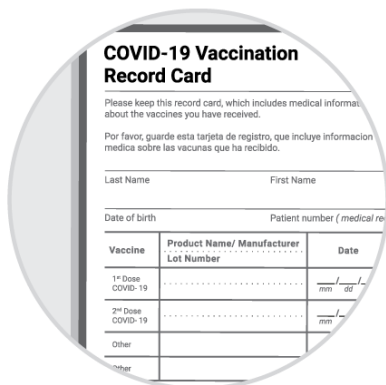 COVID-19 Vaccination
Record Card
Please keep this record card, which includes medical
about the vaccines you have received.
Por favor, guarde esta tarjeta de registro, que incluye informacion
medica sobre las vacunas que ha recibido.
Last Name First Name
Date of birth Patient number ( medical
Vaccine Product Name/ Manufacturer Date
Lot Number
1st Dose
COVID- 19
mm dd
2nd Dose
COVID- 19
mm
Other
Other